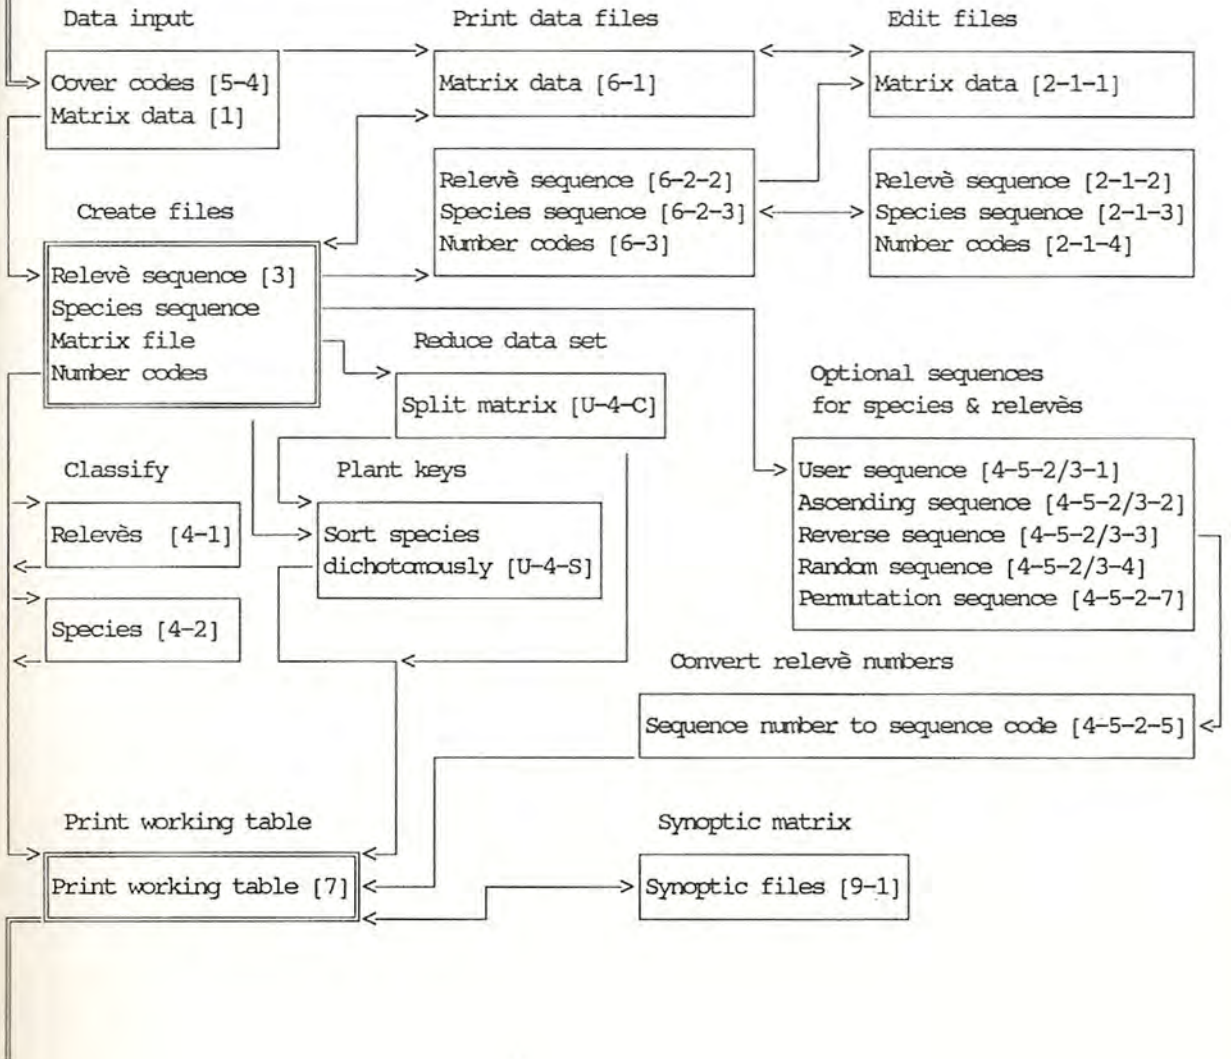 Data input
Cover codes [5-4]
Matrix data [1]
Print data files
Matrix data [6-1]
Edit files
Matrix data [2-1-1]
Relevè sequence [6-2-2]
Species sequence [6-2-3]
Number codes [6-3]
Relevè sequence [2-1-2]
Species sequence [2-1-3]
Number codes [2-1-4]
Create files
Relevè sequence [3]
Species sequence
Matrix file
Number codes
Reduce data set
Split matrix [U-4-C]
Optional sequences
for species & relevès
User sequence [4-5-2/3-1]
Ascending sequence [4-5-2/3-2]
Reverse sequence [4-5-2/3-3]
Random sequence [4-5-2/3-4]
Permutation sequence [4-5-2-7]
Classify
Relevès [4-1]
Species [4-2]
Plant keys
Sort species
dichotomously [U-4-S]
Convert relevè numbers
Sequence number to sequence code [4-5-2-5]
Print working table
Print working table [7]
Synoptic matrix
Synoptic files [9-1]